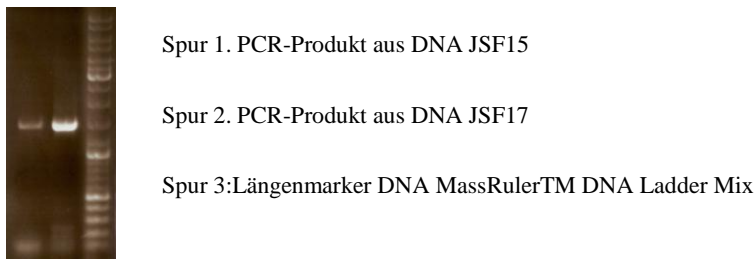 Spur 1. PCR-Produkt aus DNA JSF15
Spur 2. PCR-Produkt aus DNA JSF17
Spur 3:Längenmarker DNA MassRulerTM DNA Ladder Mix